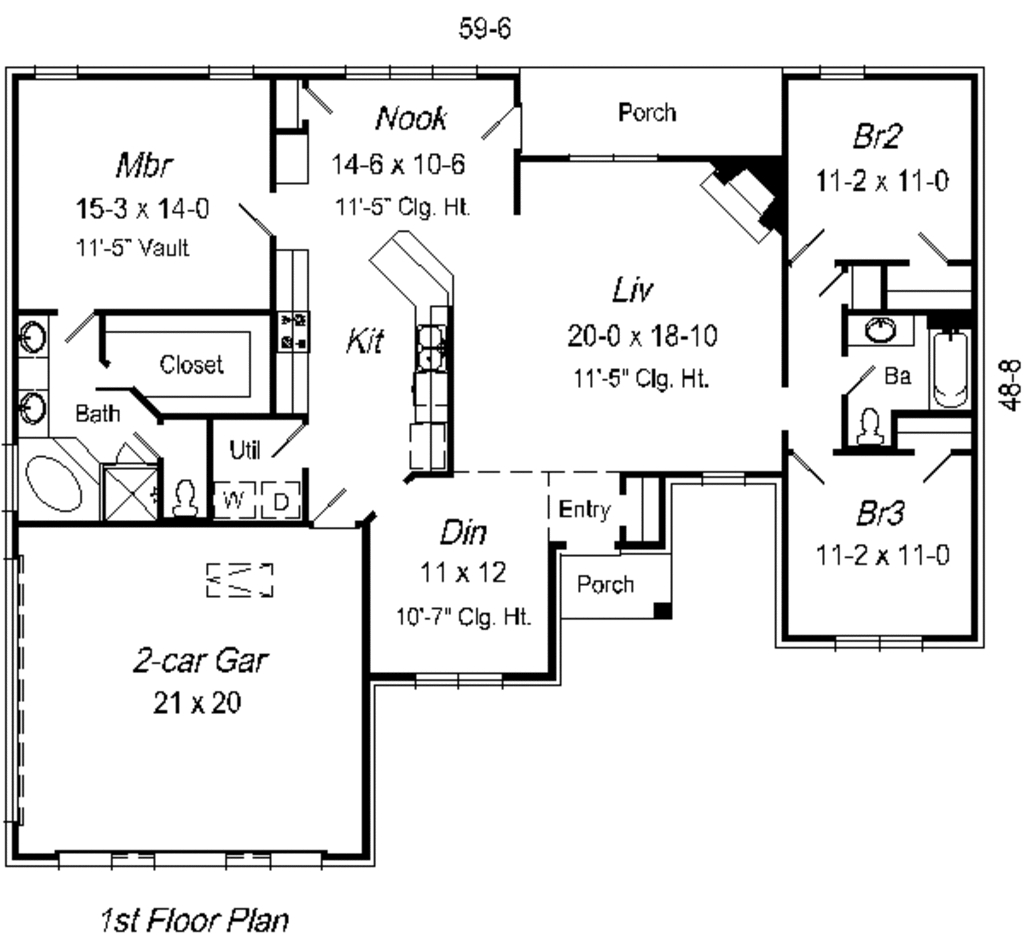 59-6
Porch
Nook
14-6 x 10-6
11'-5" Clg. Ht.
Br2
11-2 x 11-0
Mbr
15-3 x 14-0
11'-5" Vault
Liv
20-0 x 18-10
11'-5" Clg. Ht.
Kit
Closet
Bath
Ba
48-8
Util
W
D
Entry
Din
11 x 12
10'-7" Clg. Ht.
Porch
Br3
11-2 x 11-0
2-car Gar
21 x 20
1st Floor Plan